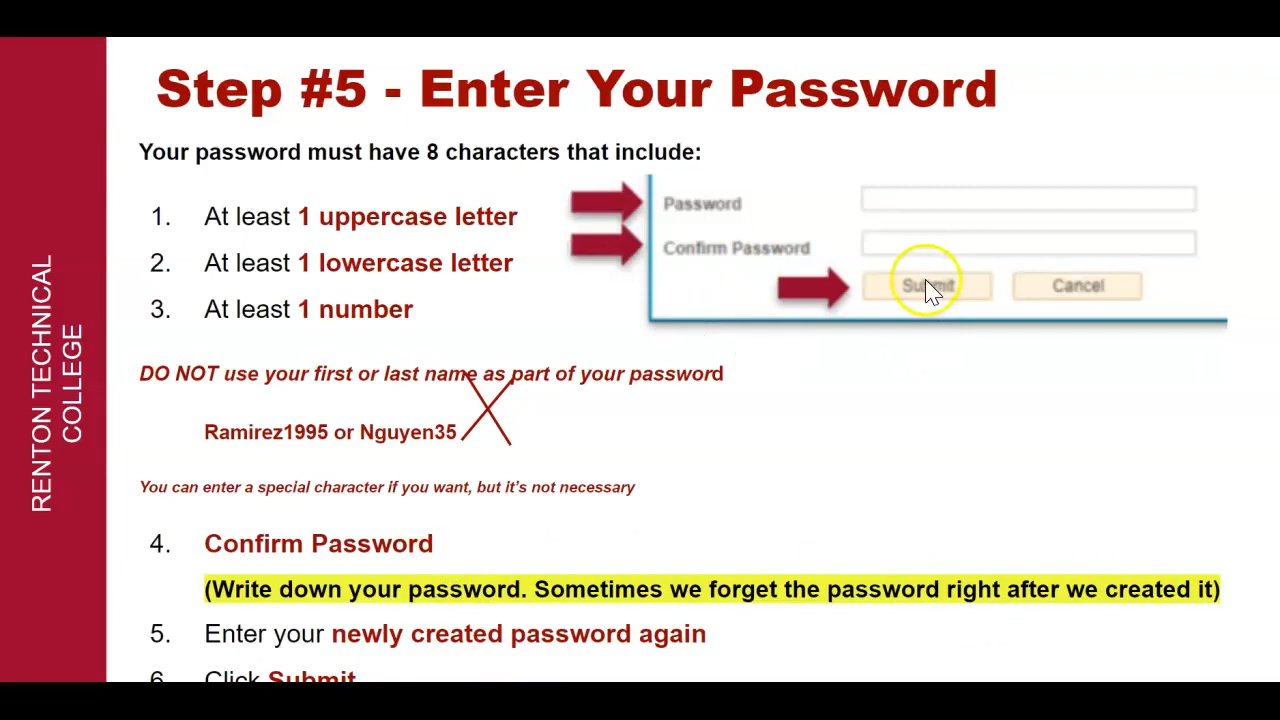 RENTON TECHNICAL
COLLEGE
Step #5 - Enter Your Password
Your password must have 8 characters that include:
1. At least 1 uppercase letter
2. At least 1 lowercase letter
3. At least 1 number
Password
Confirm Password
Submit Cancel
DO NOT use your first or last name as part of your password
Ramirez1995 or Nguyen35
You can enter a special character if you want, but it's not necessary
4. Confirm Password
(Write down your password. Sometimes we forget the password right after we created it)
5. Enter your newly created password again
6. Click Submit